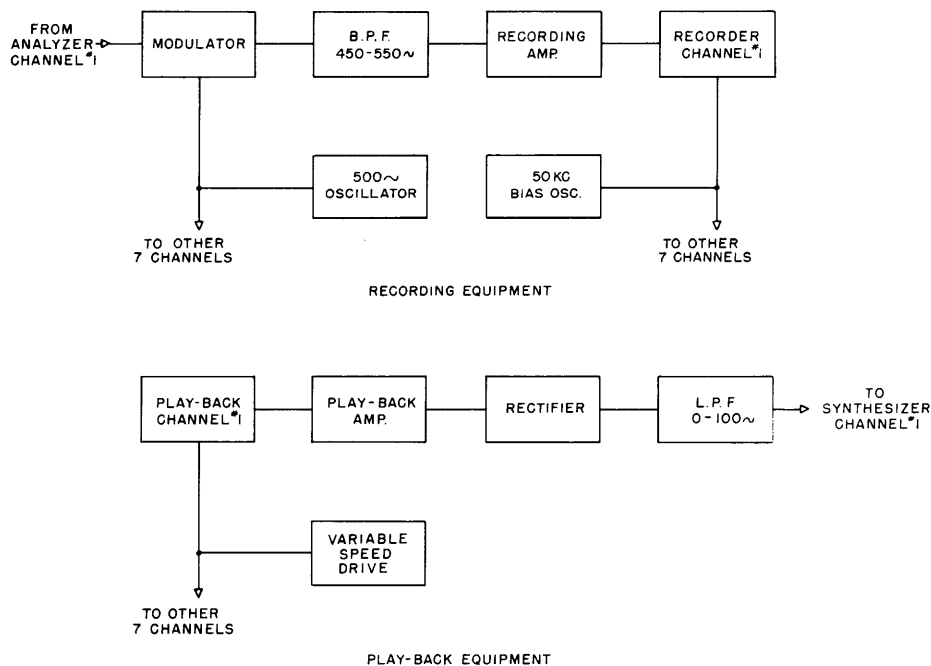 FROM
ANALYZER
CHANNEL #1
MODULATOR
B.P.F.
450-550~
RECORDING
AMP.
RECORDER
CHANNEL #1
500~
OSCILLATOR
50KC
BIAS OSC.
TO OTHER
7 CHANNELS
TO OTHER
7 CHANNELS
RECORDING EQUIPMENT
PLAY-BACK
CHANNEL #1
PLAY-BACK
AMP.
RECTIFIER
L.P.F
0-100~
TO
SYNTHESIZER
CHANNEL #1
VARIABLE
SPEED
DRIVE
TO OTHER
7 CHANNELS
PLAY-BACK EQUIPMENT